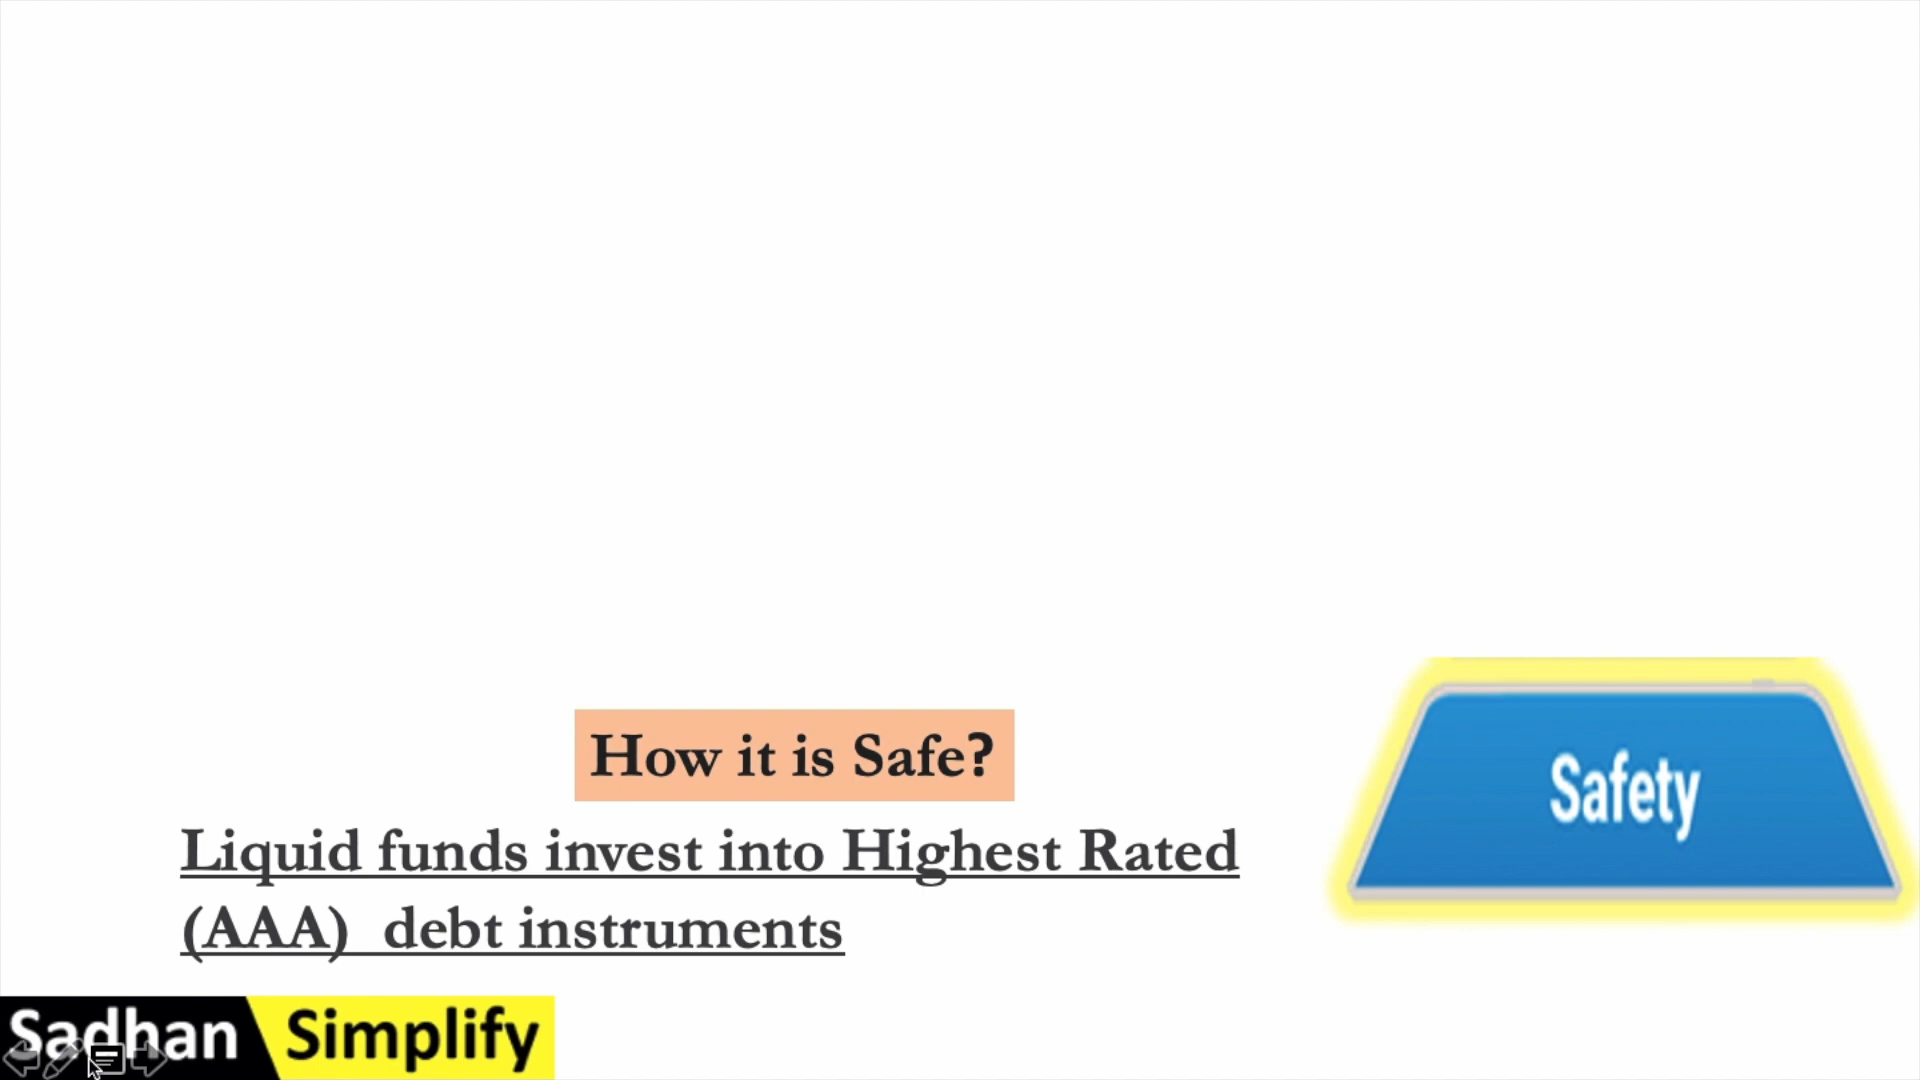 How it is Safe?
Liquid funds invest into Highest Rated
(AAA) debt instruments
Safety
Sadhan Simplify